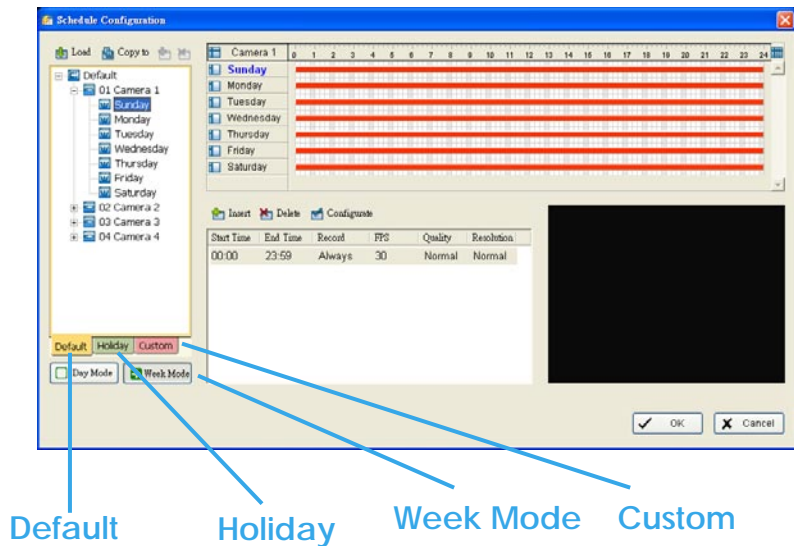 Schedule Configuration
Load Copy to
Camera 1 0 1 2 3 4 5 6 7 8 9 10 11 12 13 14 15 16 17 18 19 20 21 22 23 24
Sunday
Monday
Tuesday
Wednesday
Thursday
Friday
Saturday
Default
01 Camera 1
Sunday
Monday
Tuesday
Wednesday
Thursday
Friday
Saturday
02 Camera 2
03 Camera 3
04 Camera 4
Insert Delete Configurate
Start Time End Time Record FPS Quality Resolution
00:00 23:59 Always 30 Normal Normal
Default Holiday Custom
Day Mode Week Mode
OK Cancel
Default Holiday Week Mode Custom